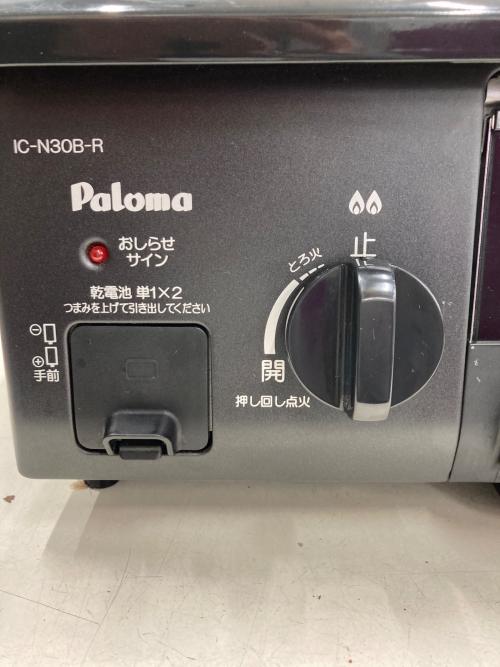 IC-N30B-R
Paloma
おしらせ
サイン
乾電池 単1×2
つまみを上げて引き出してください
⊖
⊕
手前
止
とろ火
開
押し回し点火